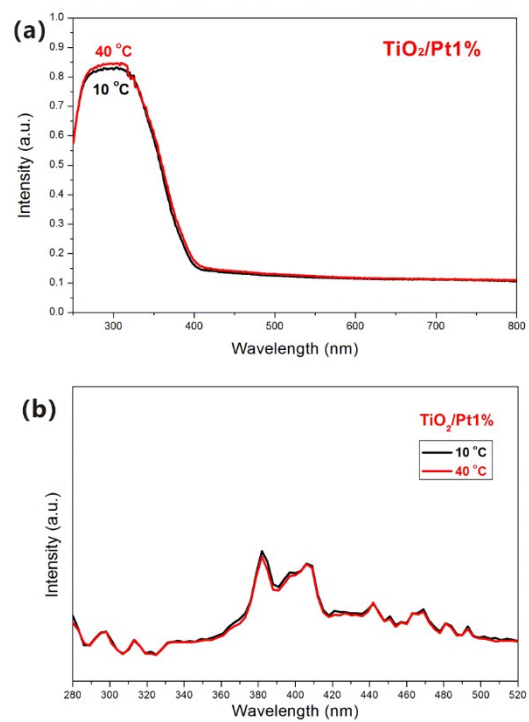 (a)
TiO₂/Pt1%
40 °C
10 °C
Intensity (a.u.)
1.0
0.9
0.8
0.7
0.6
0.5
0.4
0.3
0.2
0.1
0.0
300 400 500 600 700 800
Wavelength (nm)
(b)
TiO₂/Pt1%
10 °C
40 °C
Intensity (a.u.)
280 300 320 340 360 380 400 420 440 460 480 500 520
Wavelength (nm)